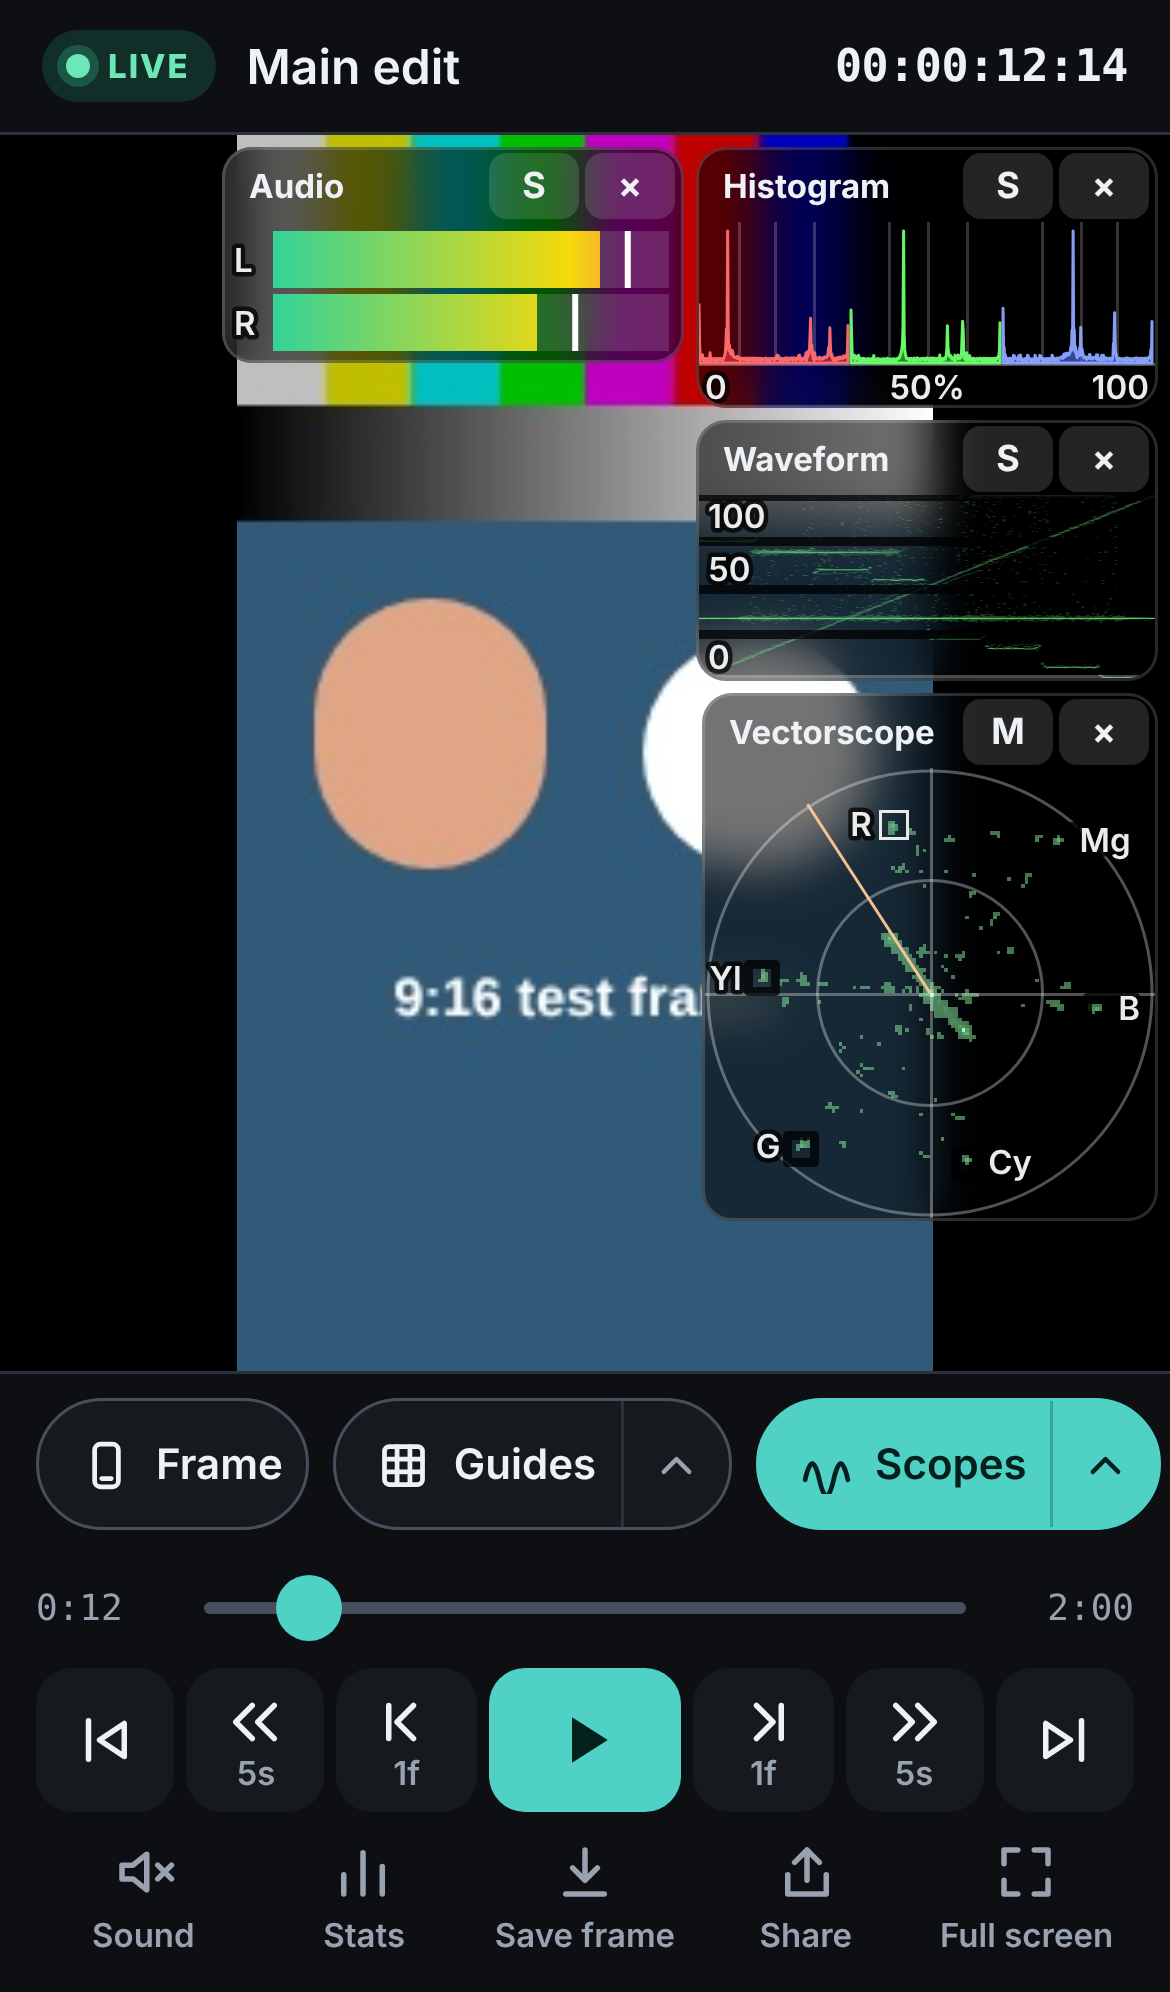 LIVE Main edit 00:00:12:14
Audio S ×
L
R
Histogram S ×
0 50% 100
Waveform S ×
100
50
0
Vectorscope M ×
R Mg
Yl B
G Cy
9:16 test
Frame Guides Scopes
0:12 2:00
5s 1f 1f 5s
Sound Stats Save frame Share Full screen